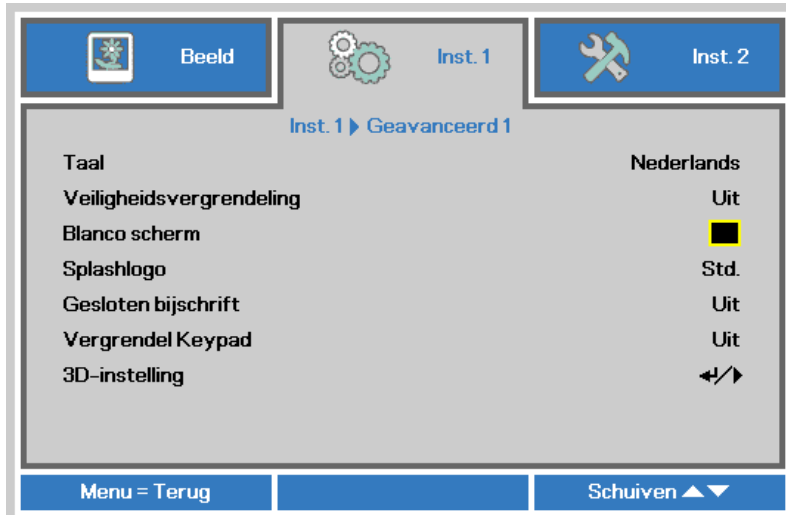 Beeld
Inst. 1
Inst. 2
Inst. 1 Geavanceerd 1
Taal Nederlands
Veiligheidsvergrendeling Uit
Blanco scherm
Splashlogo Std.
Gesloten bijschrift Uit
Vergrendel Keypad Uit
3D-instelling ↵/▶
Menu = Terug
Schuiven ▲▼